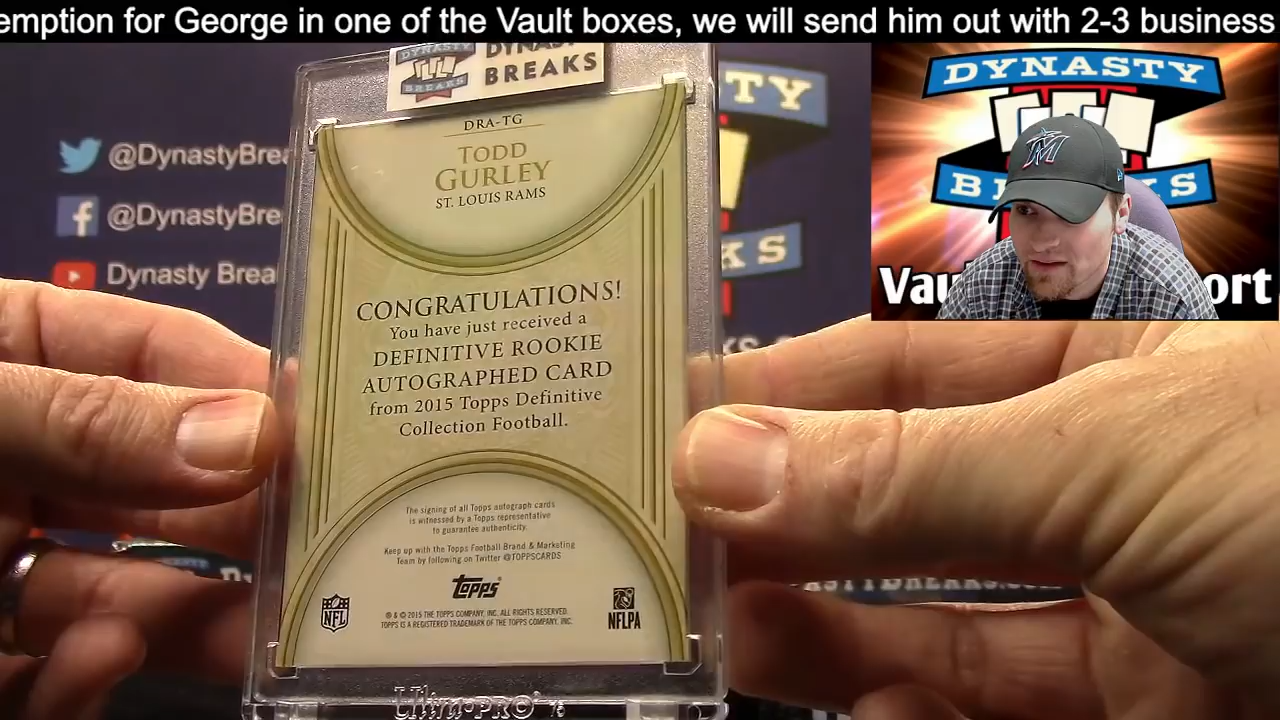 emption for George in one of the Vault boxes, we will send him out with 2-3 business
DYNASTY
BREAKS
DYNASTY
BREAKS
@DynastyBrea
@DynastyBre
Dynasty Brea
TY
KS
DRA-TG
TODD
GURLEY
ST. LOUIS RAMS
CONGRATULATIONS!
You have just received a
DEFINITIVE ROOKIE
AUTOGRAPHED CARD
from 2015 Topps Definitive
Collection Football.
The signing of all Topps autograph cards
is witnessed by a Topps representative
to guarantee authenticity.
Keep up with the Topps Football Brand & Marketing
Team by following on Twitter @TOPPSCARDS
topps
NFL
NFLPA
® & © 2015 THE TOPPS COMPANY, INC. ALL RIGHTS RESERVED.
TOPPS IS A REGISTERED TRADEMARK OF THE TOPPS COMPANY, INC.
Ultra·PRO
DYNASTY
B KS
M
Vau ort